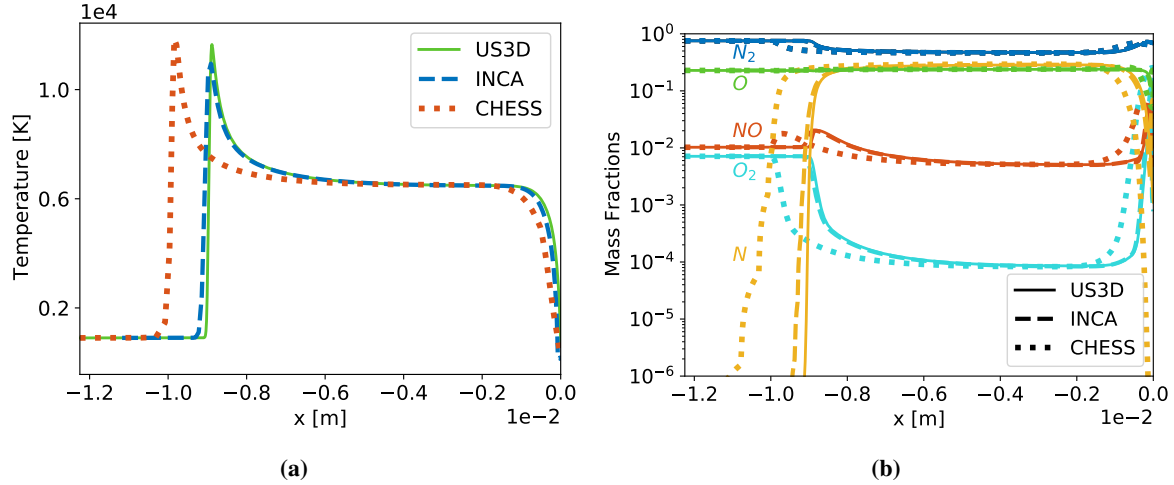 1e4
1.0
0.6
0.2
Temperature [K]
US3D
INCA
CHESS
−1.2 −1.0 −0.8 −0.6 −0.4 −0.2 0.0
x [m]
1e−2
(a)
10⁰
10⁻¹
10⁻²
10⁻³
10⁻⁴
10⁻⁵
10⁻⁶
Mass Fractions
N₂
O
NO
O₂
N
US3D
INCA
CHESS
−1.2 −1.0 −0.8 −0.6 −0.4 −0.2 0.0
x [m]
1e−2
(b)